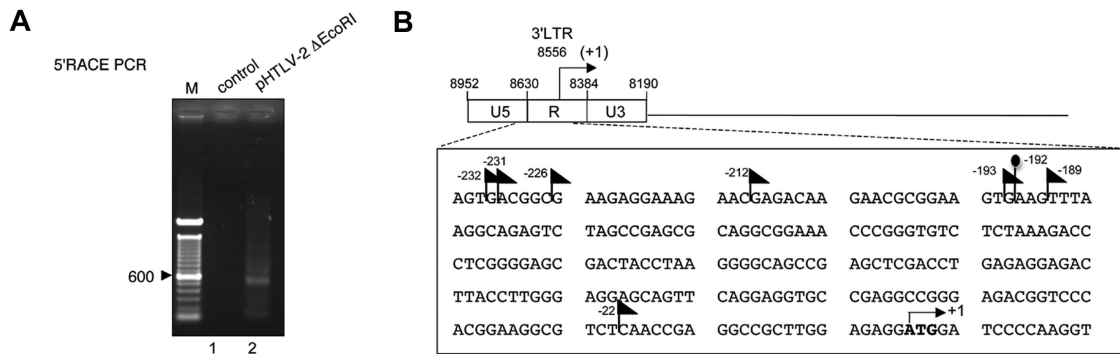 A
5'RACE PCR
M
control
pHTLV-2 ΔEcoRI
600
1 2
B
3'LTR
8556 (+1)
8952 8630 8384 8190
U5 R U3
-232 -231 -226 -212 -193 -192 -189
AGTGACGGCG AAGAGGAAAG AACGAGACAA GAACGCGGAA GTGAAGTTTA
AGGCAGAGTC TAGCCGAGCG CAGGCGGAAA CCCGGGTGTC TCTAAAGACC
CTCGGGGAGC GACTACCTAA GGGGCAGCCG AGCTCGACCT GAGAGGAGAC
TTACCTTGGG AGGAGCAGTT CAGGAGGTGC CGAGGCCGGG AGACGGTCCC
-22 +1
ACGGAAGGCG TCTCAACCGA GGCCGCTTGG AGAGGATGGA TCCCCAAGGT